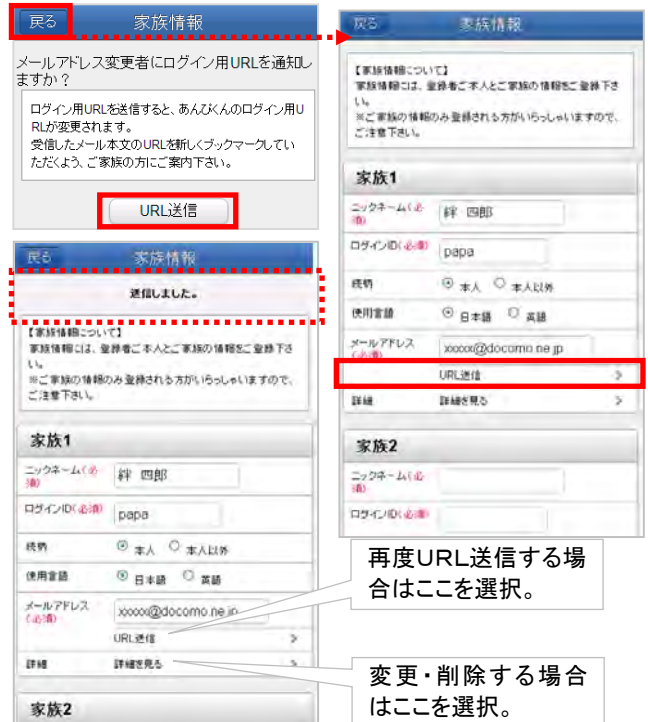 戻る
家族情報
メールアドレス変更者にログイン用URLを通知し
ますか？
ログイン用URLを送信すると、あんぴくんのログイン用U
RLが変更されます。
受信したメール本文のURLを新しくブックマークしてい
ただくよう、ご家族の方にご案内下さい。
URL送信
戻る
家族情報
送信しました。
【家族情報について】
家族情報には、登録者ご本人とご家族の情報をご登録下さ
い。
※ご家族の情報のみ登録される方がいらっしゃいますので、
ご注意下さい。
家族1
ニックネーム(必
須)
絆 四郎
ログインID(必須)
papa
続柄
本人
本人以外
使用言語
日本語
英語
メールアドレス
(必須)
xxxxx@docomo.ne.jp
URL送信
>
詳細
詳細を見る
>
家族2
戻る
家族情報
【家族情報について】
家族情報には、登録者ご本人とご家族の情報をご登録下さ
い。
※ご家族の情報のみ登録される方がいらっしゃいますので、
ご注意下さい。
家族1
ニックネーム(必
須)
絆 四郎
ログインID(必須)
papa
続柄
本人
本人以外
使用言語
日本語
英語
メールアドレス
(必須)
xxxxx@docomo.ne.jp
URL送信
>
詳細
詳細を見る
>
家族2
ニックネーム(必
須)
ログインID(必須)
再度URL送信する場
合はここを選択。
変更・削除する場合
はここを選択。